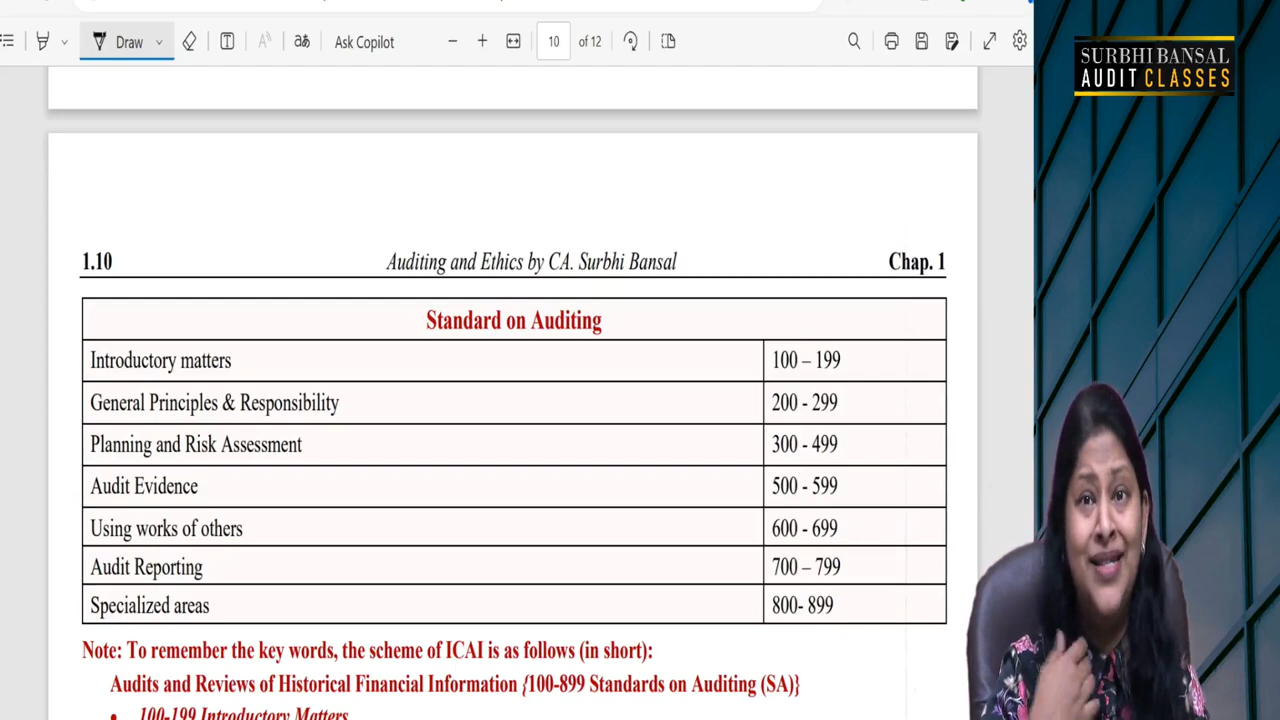 Draw
Ask Copilot
10 of 12
SURBHI BANSAL
AUDIT CLASSES
1.10 Auditing and Ethics by CA. Surbhi Bansal Chap. 1
Standard on Auditing
Introductory matters 100 – 199
General Principles & Responsibility 200 - 299
Planning and Risk Assessment 300 - 499
Audit Evidence 500 - 599
Using works of others 600 - 699
Audit Reporting 700 – 799
Specialized areas 800- 899
Note: To remember the key words, the scheme of ICAI is as follows (in short):
Audits and Reviews of Historical Financial Information {100-899 Standards on Auditing (SA)}
• 100-199 Introductory Matters